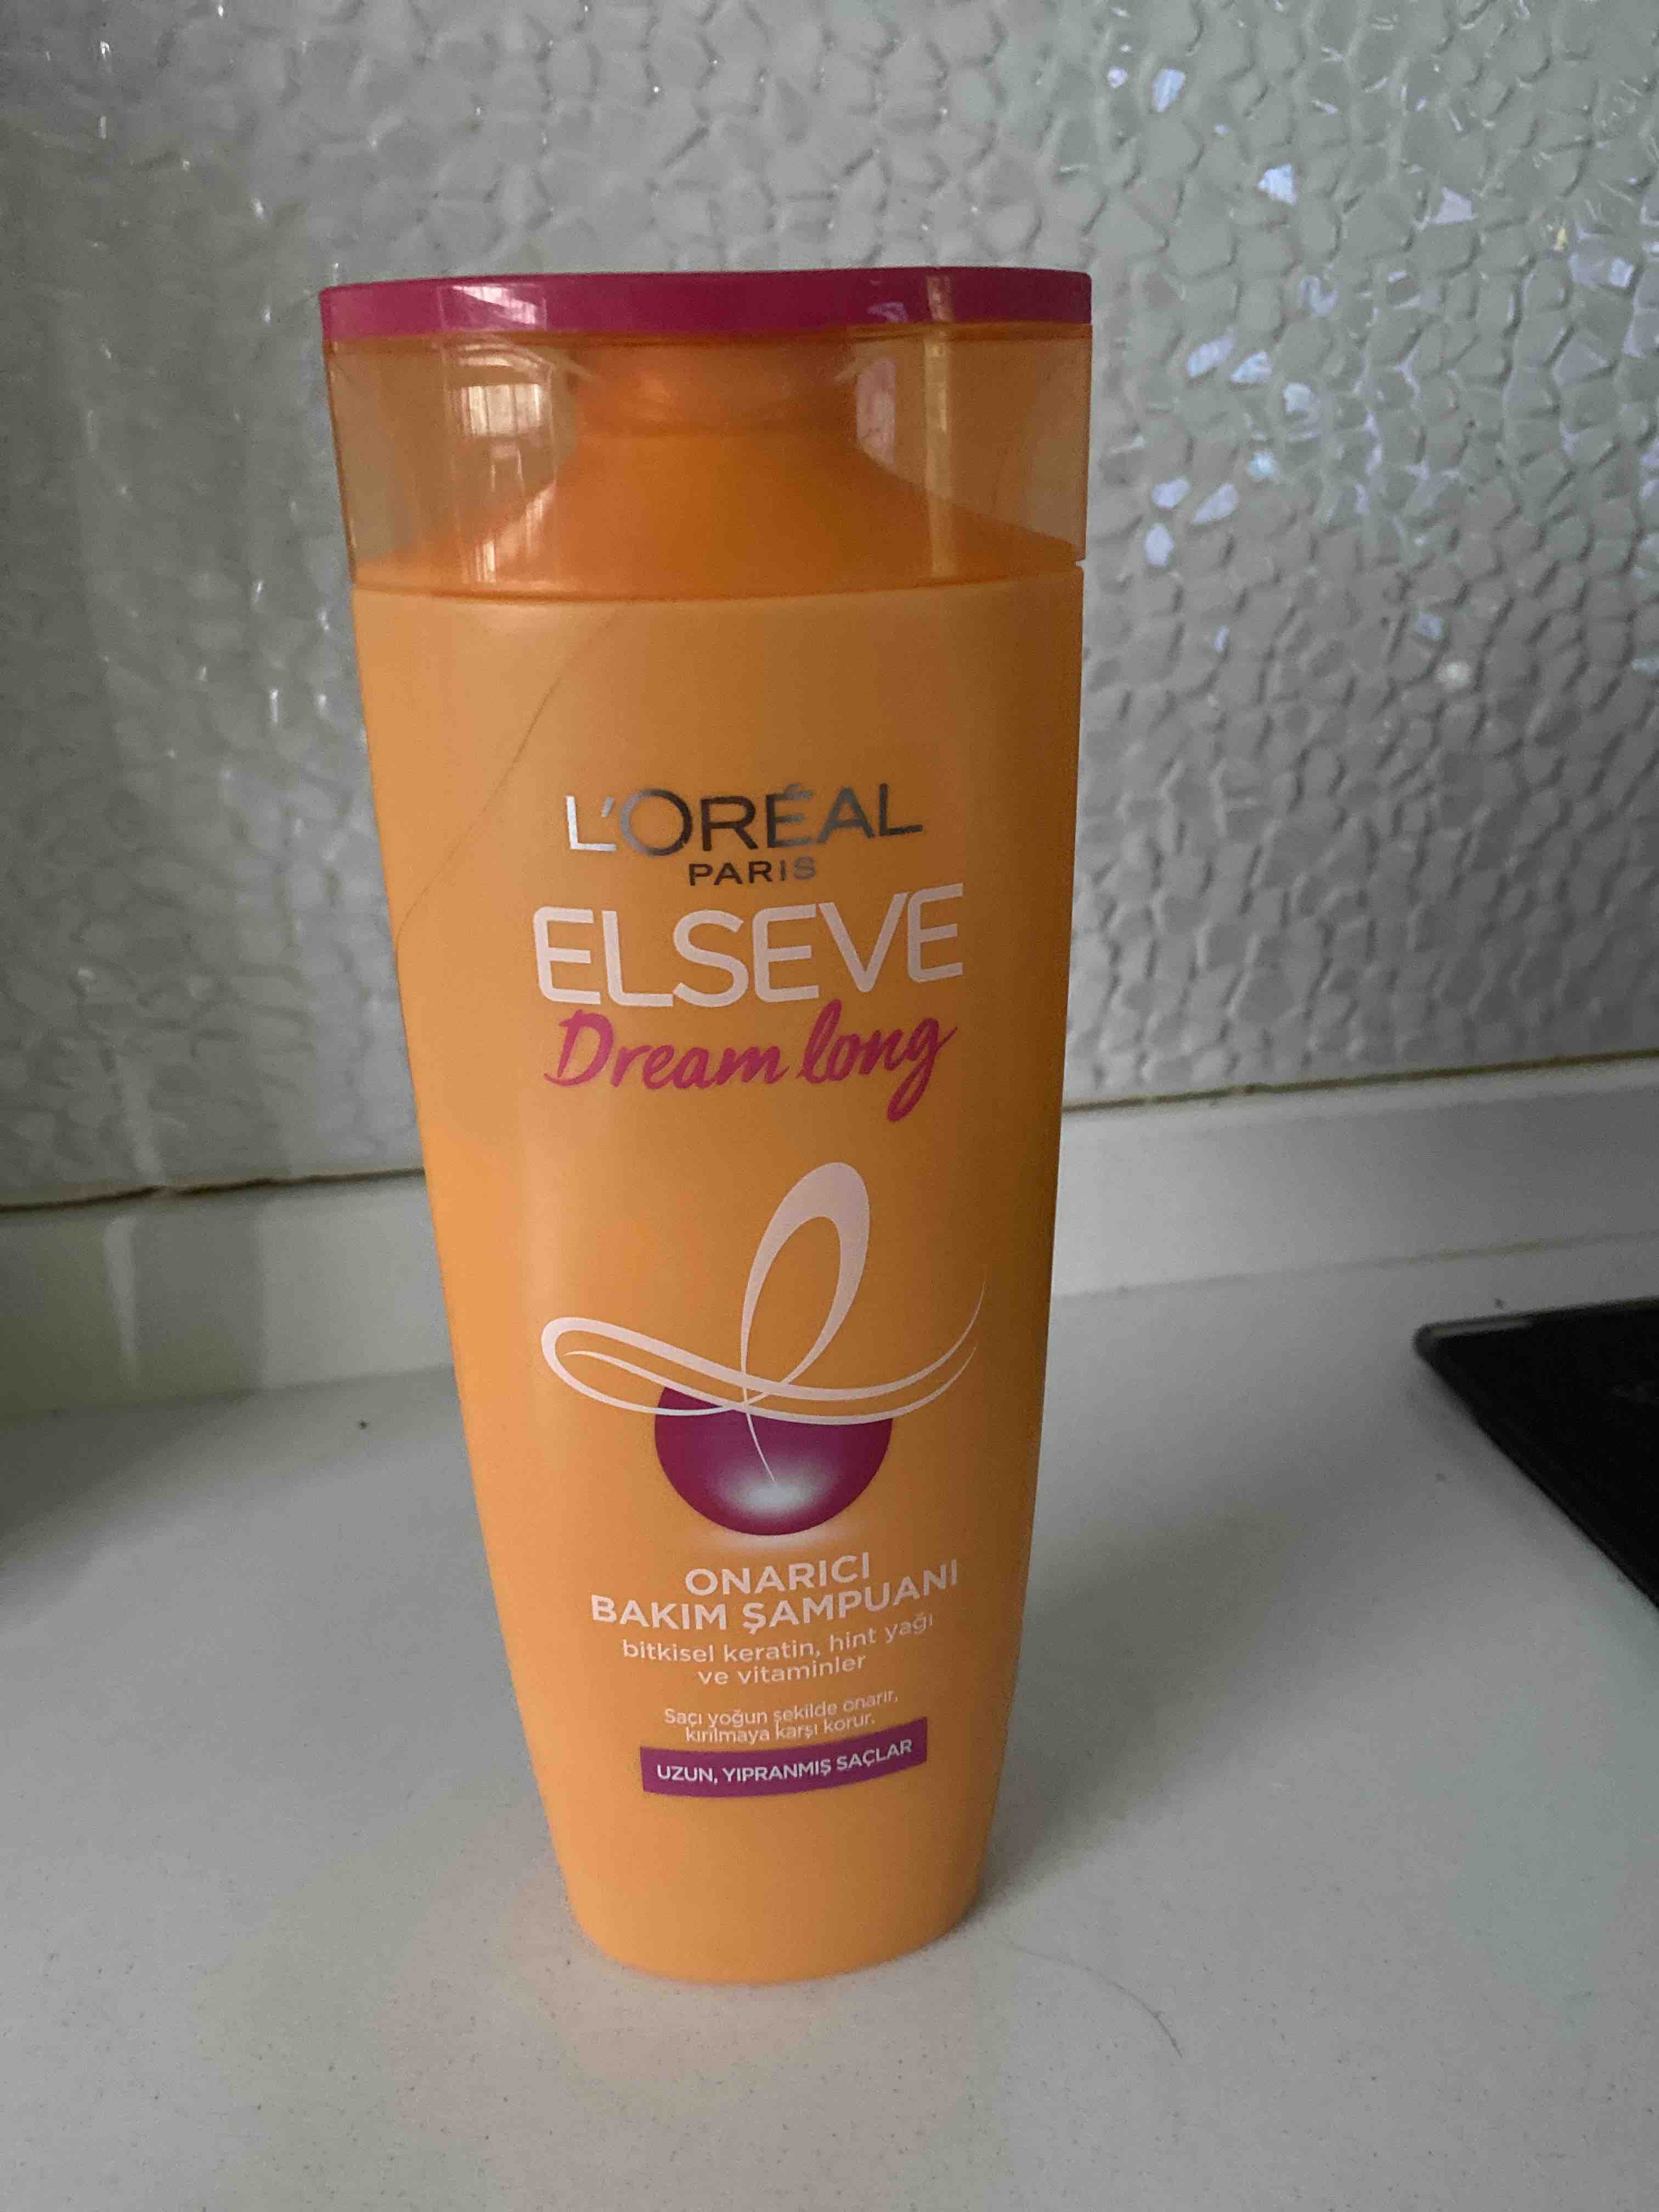 L'ORÉAL
PARIS
ELSEVE
Dream long
ONARICI
BAKIM ŞAMPUANI
bitkisel keratin, hint yağı
ve vitaminler
Saçı yoğun şekilde onarır,
kırılmaya karşı korur.
UZUN, YIPRANMIŞ SAÇLAR